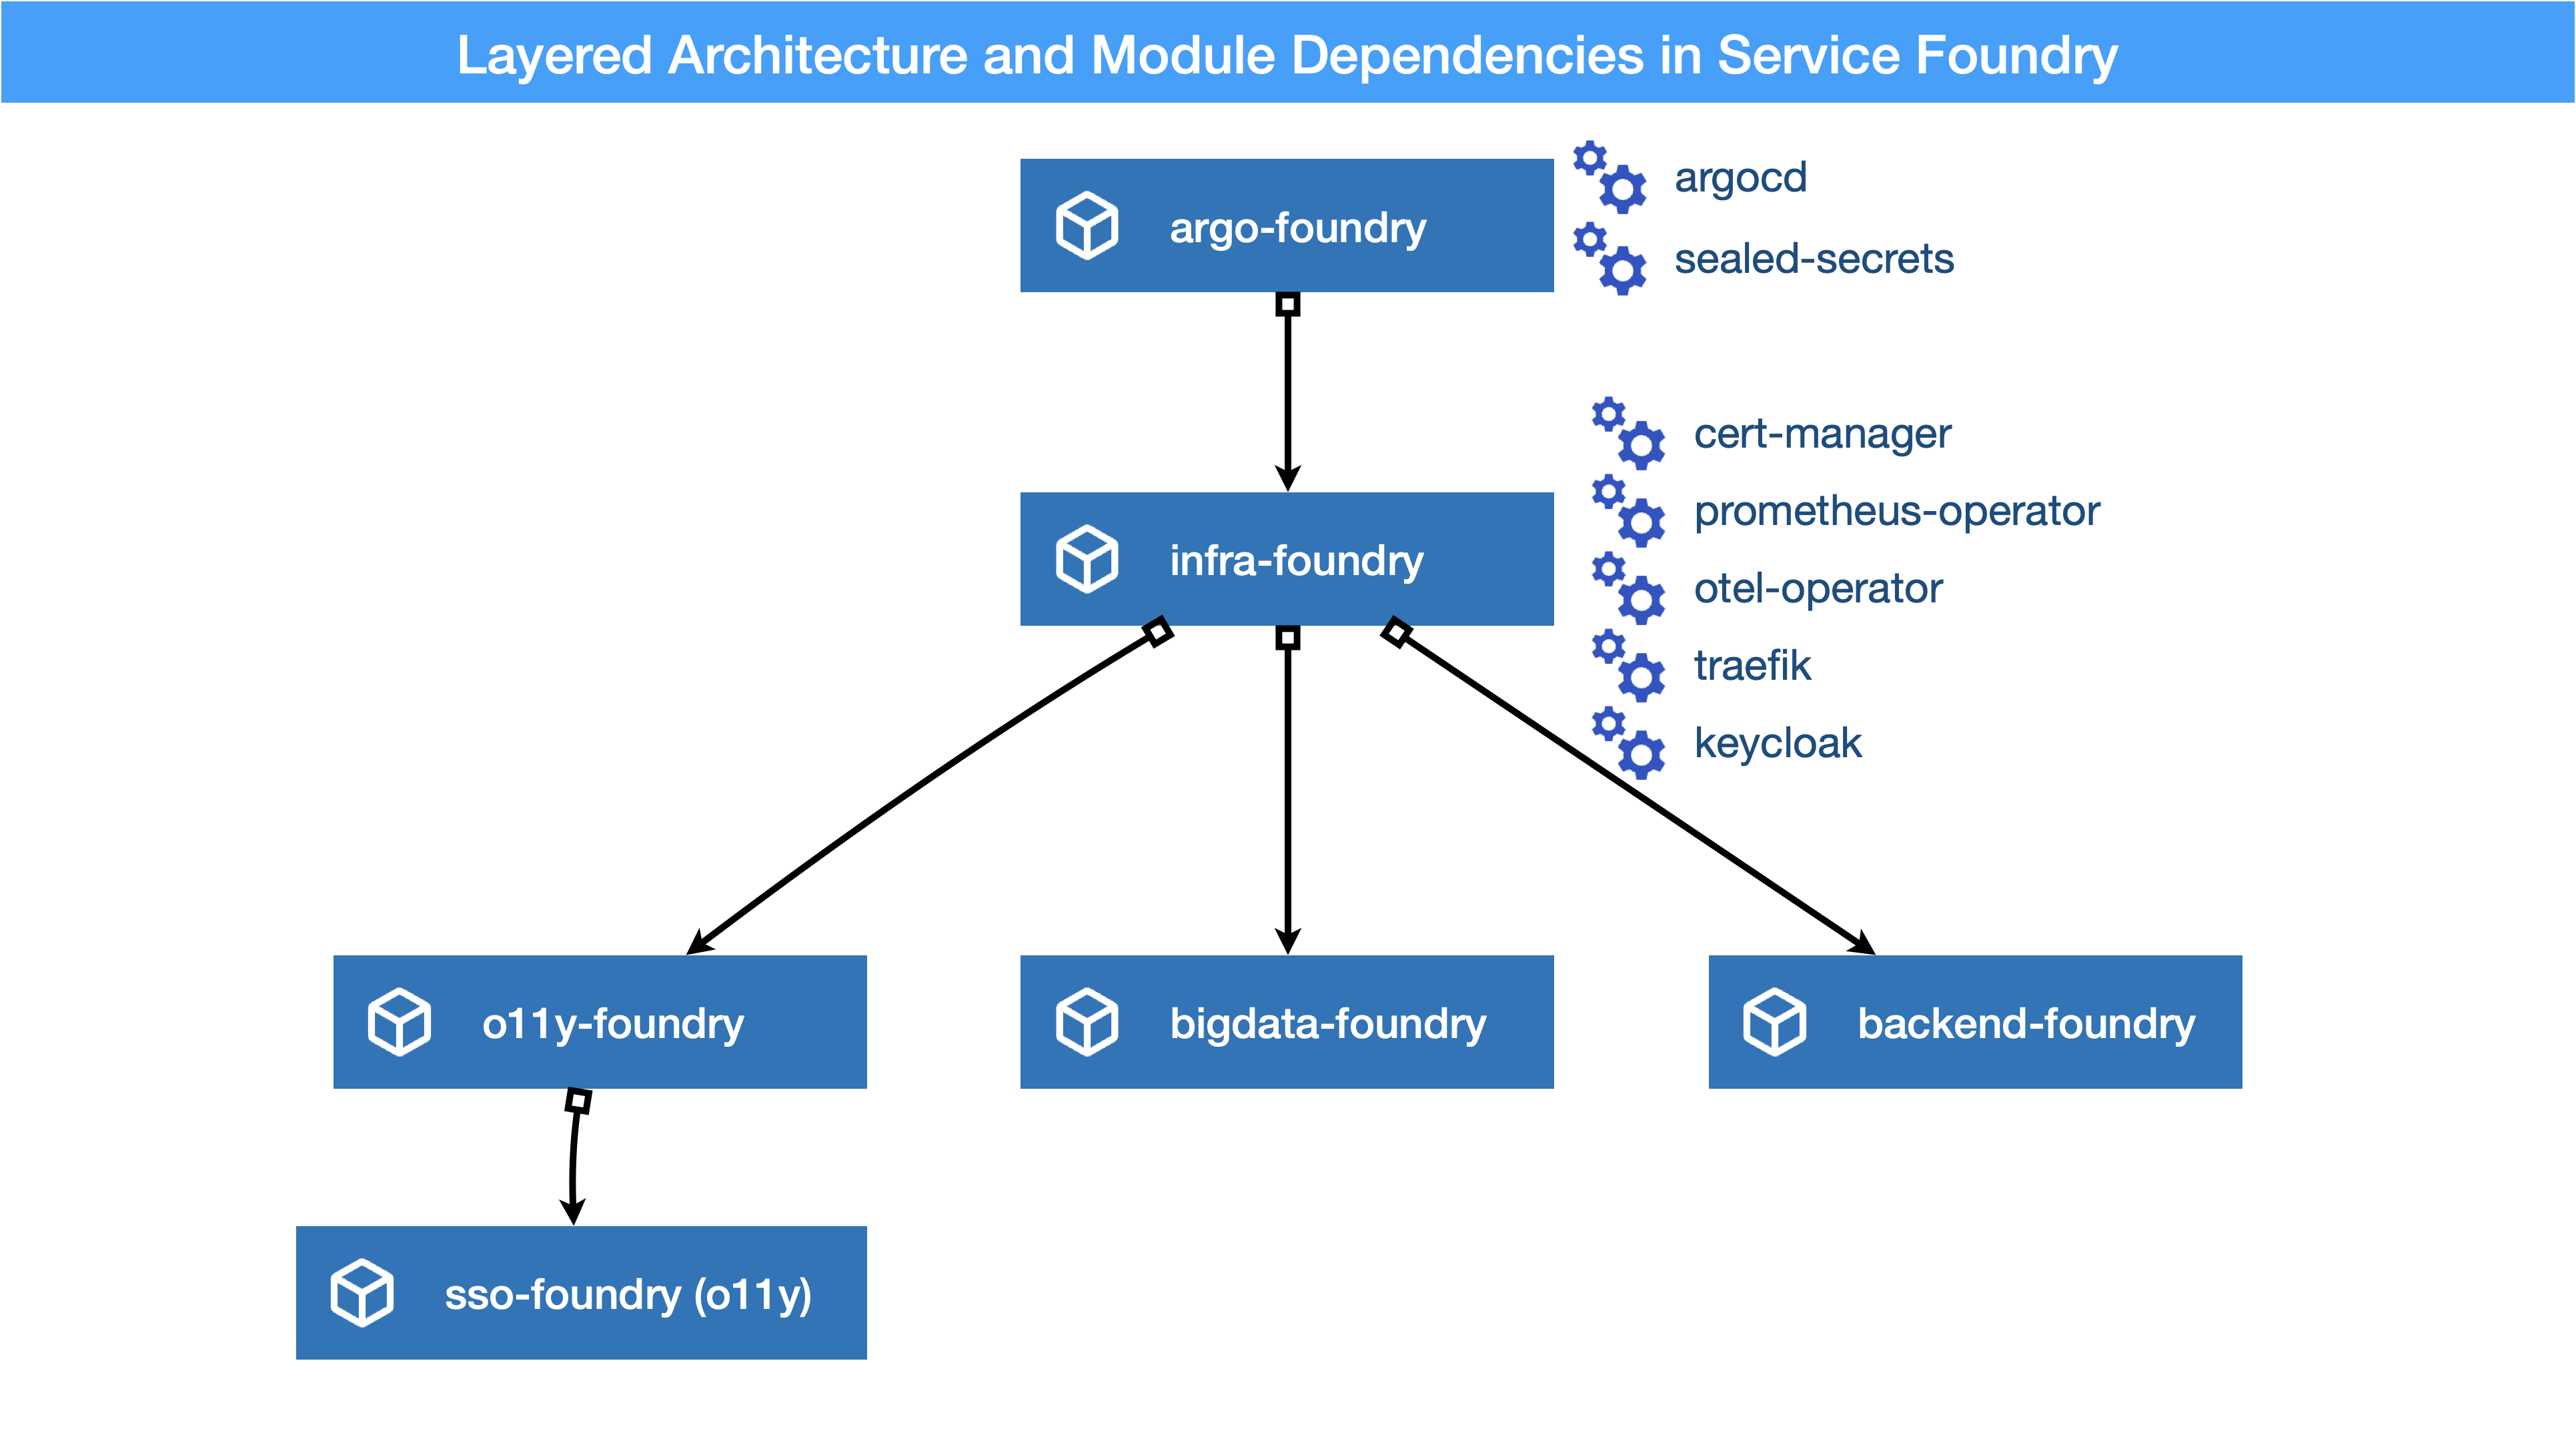 Layered Architecture and Module Dependencies in Service Foundry
argo-foundry
argocd
sealed-secrets
infra-foundry
cert-manager
prometheus-operator
otel-operator
traefik
keycloak
o11y-foundry
bigdata-foundry
backend-foundry
sso-foundry (o11y)